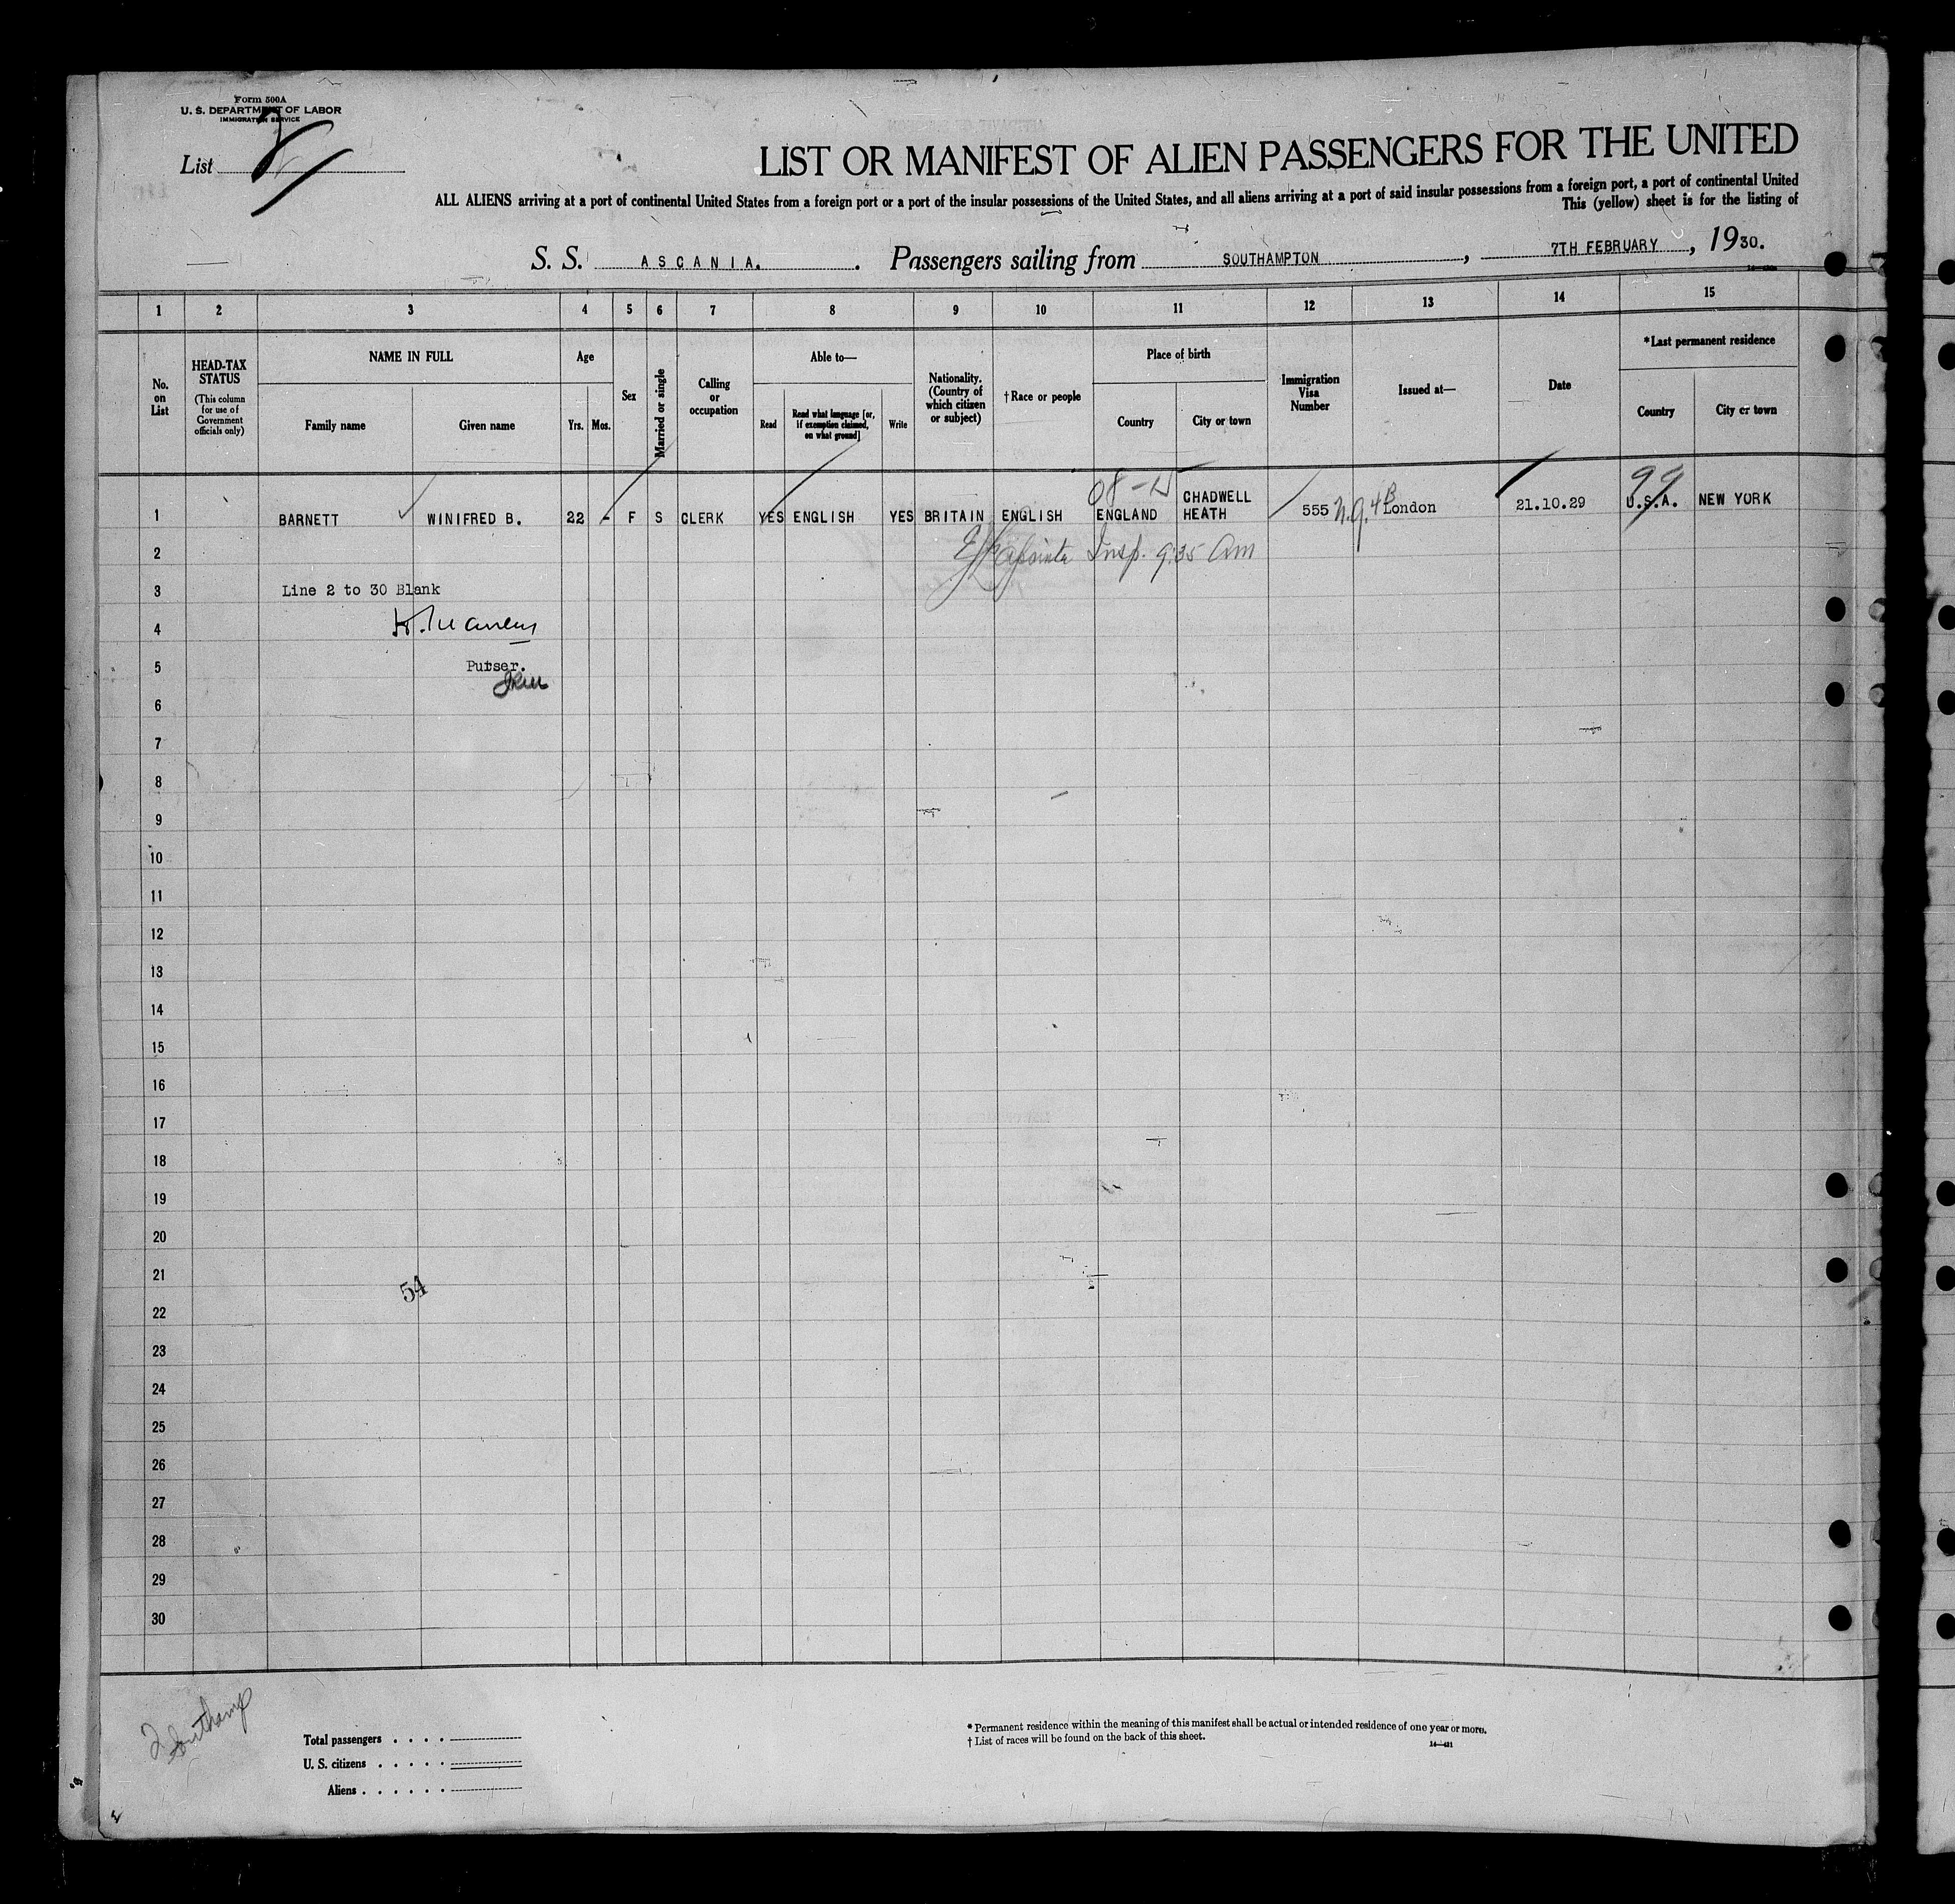 Form 500A
U. S. DEPARTMENT OF LABOR
IMMIGRATION SERVICE
List 2
LIST OR MANIFEST OF ALIEN PASSENGERS FOR THE UNITED
ALL ALIENS arriving at a port of continental United States from a foreign port or a port of the insular possessions of the United States, and all aliens arriving at a port of said insular possessions from a foreign port, a port of continental United
This (yellow) sheet is for the listing of
S. S. ASCANIA. Passengers sailing from SOUTHAMPTON, 7TH FEBRUARY, 1930.
1 2 3 4 5 6 7 8 9 10 11 12 13 14 15
No. on List
HEAD-TAX STATUS
(This column for use of Government officials only)
NAME IN FULL
Family name Given name
Age
Yrs. Mos.
Sex
Married or single
Calling or occupation
Able to—
Read Read what language [or, if exemption claimed, on what ground] Write
Nationality. (Country of which citizen or subject)
†Race or people
Place of birth
Country City or town
Immigration Visa Number
Issued at—
Date
*Last permanent residence
Country City or town
1 BARNETT WINIFRED B. 22 - F S CLERK YES ENGLISH YES BRITAIN ENGLISH ENGLAND CHADWELL HEATH 555 London 21.10.29 U.S.A. NEW YORK
99
2 Insp. 9:35 Am
3 Line 2 to 30 Blank
4
5 Purser.
6
7
8
9
10
11
12
13
14
15
16
17
18
19
20
21
54
22
23
24
25
26
27
28
29
30
2 Southamp
Total passengers
U. S. citizens
Aliens
* Permanent residence within the meaning of this manifest shall be actual or intended residence of one year or more.
† List of races will be found on the back of this sheet.